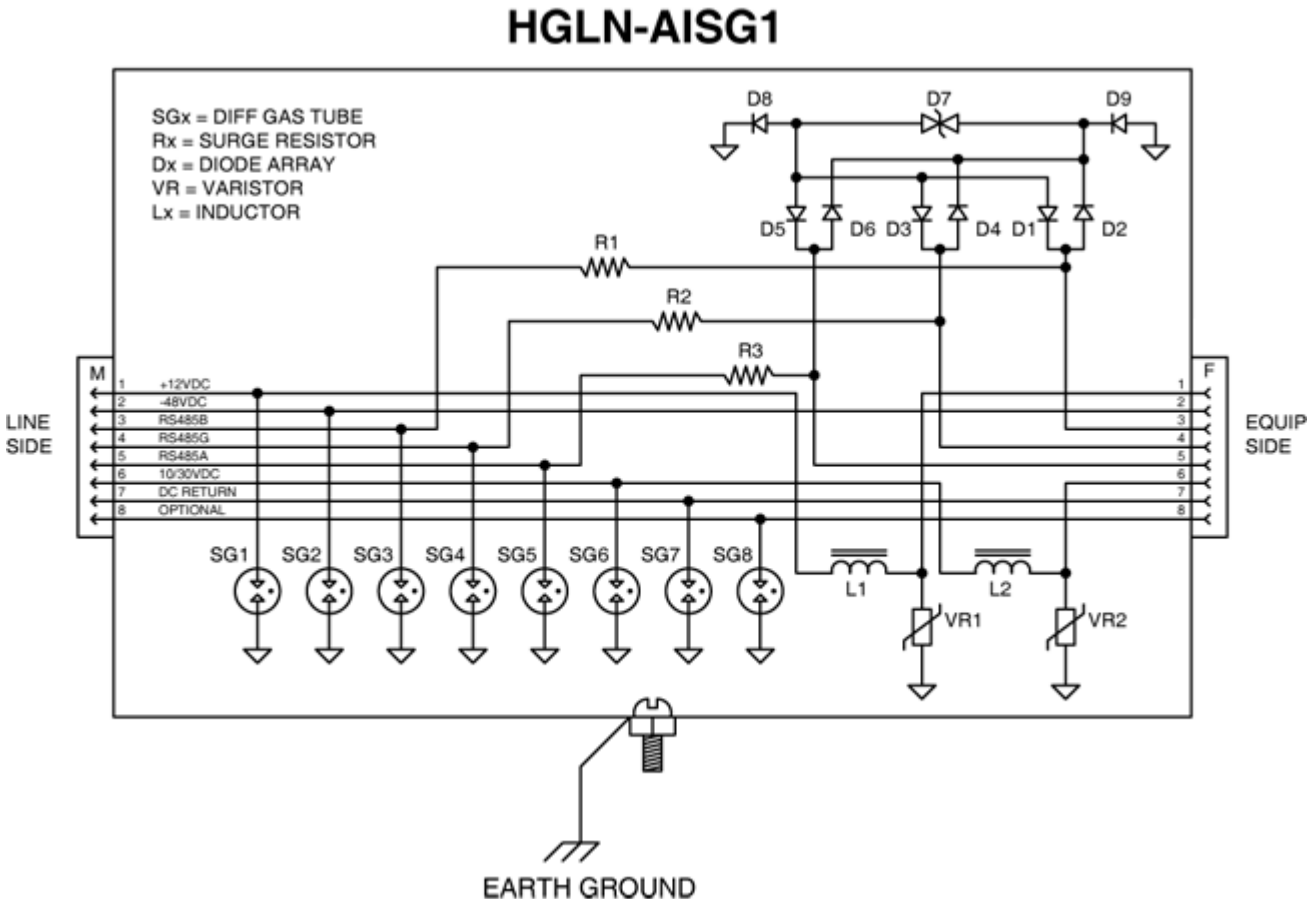 HGLN-AISG1
SGx = DIFF GAS TUBE
Rx = SURGE RESISTOR
Dx = DIODE ARRAY
VR = VARISTOR
Lx = INDUCTOR
D8 D7 D9
D5 D6 D3 D4 D1 D2
R1
R2
R3
M F
1 +12VDC 1
2 -48VDC 2
3 RS485B 3
4 RS485G 4
5 RS485A 5
6 10/30VDC 6
7 DC RETURN 7
8 OPTIONAL 8
LINE
SIDE
EQUIP
SIDE
SG1 SG2 SG3 SG4 SG5 SG6 SG7 SG8
L1 L2
VR1 VR2
EARTH GROUND